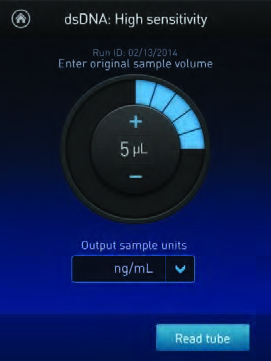 dsDNA: High sensitivity
Run ID: 02/13/2014
Enter original sample volume
+
5 µL
−
Output sample units
ng/mL
Read tube